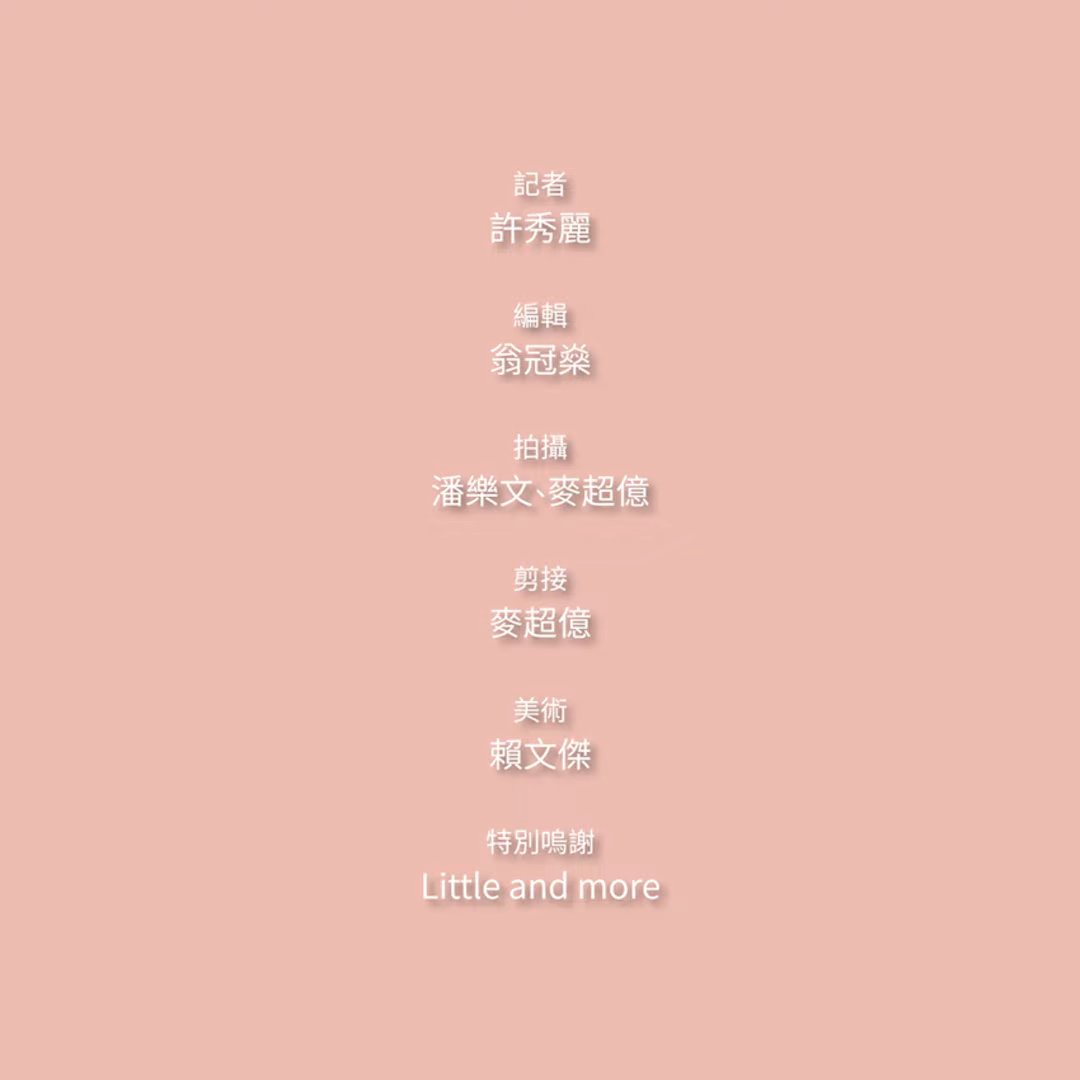 記者
許秀麗
編輯
翁冠燊
拍攝
潘樂文、麥超億
剪接
麥超億
美術
賴文傑
特別嗚謝
Little and more